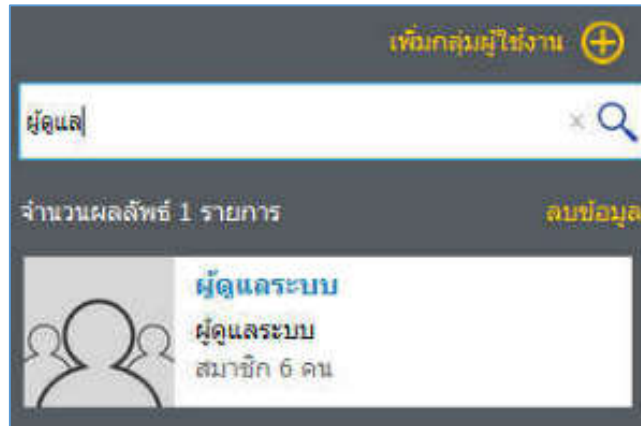 เพิ่มกลุ่มผู้ใช้งาน
ผู้ดูแล
จำนวนผลลัพธ์ 1 รายการ
ลบข้อมูล
ผู้ดูแลระบบ
ผู้ดูแลระบบ
สมาชิก 6 คน